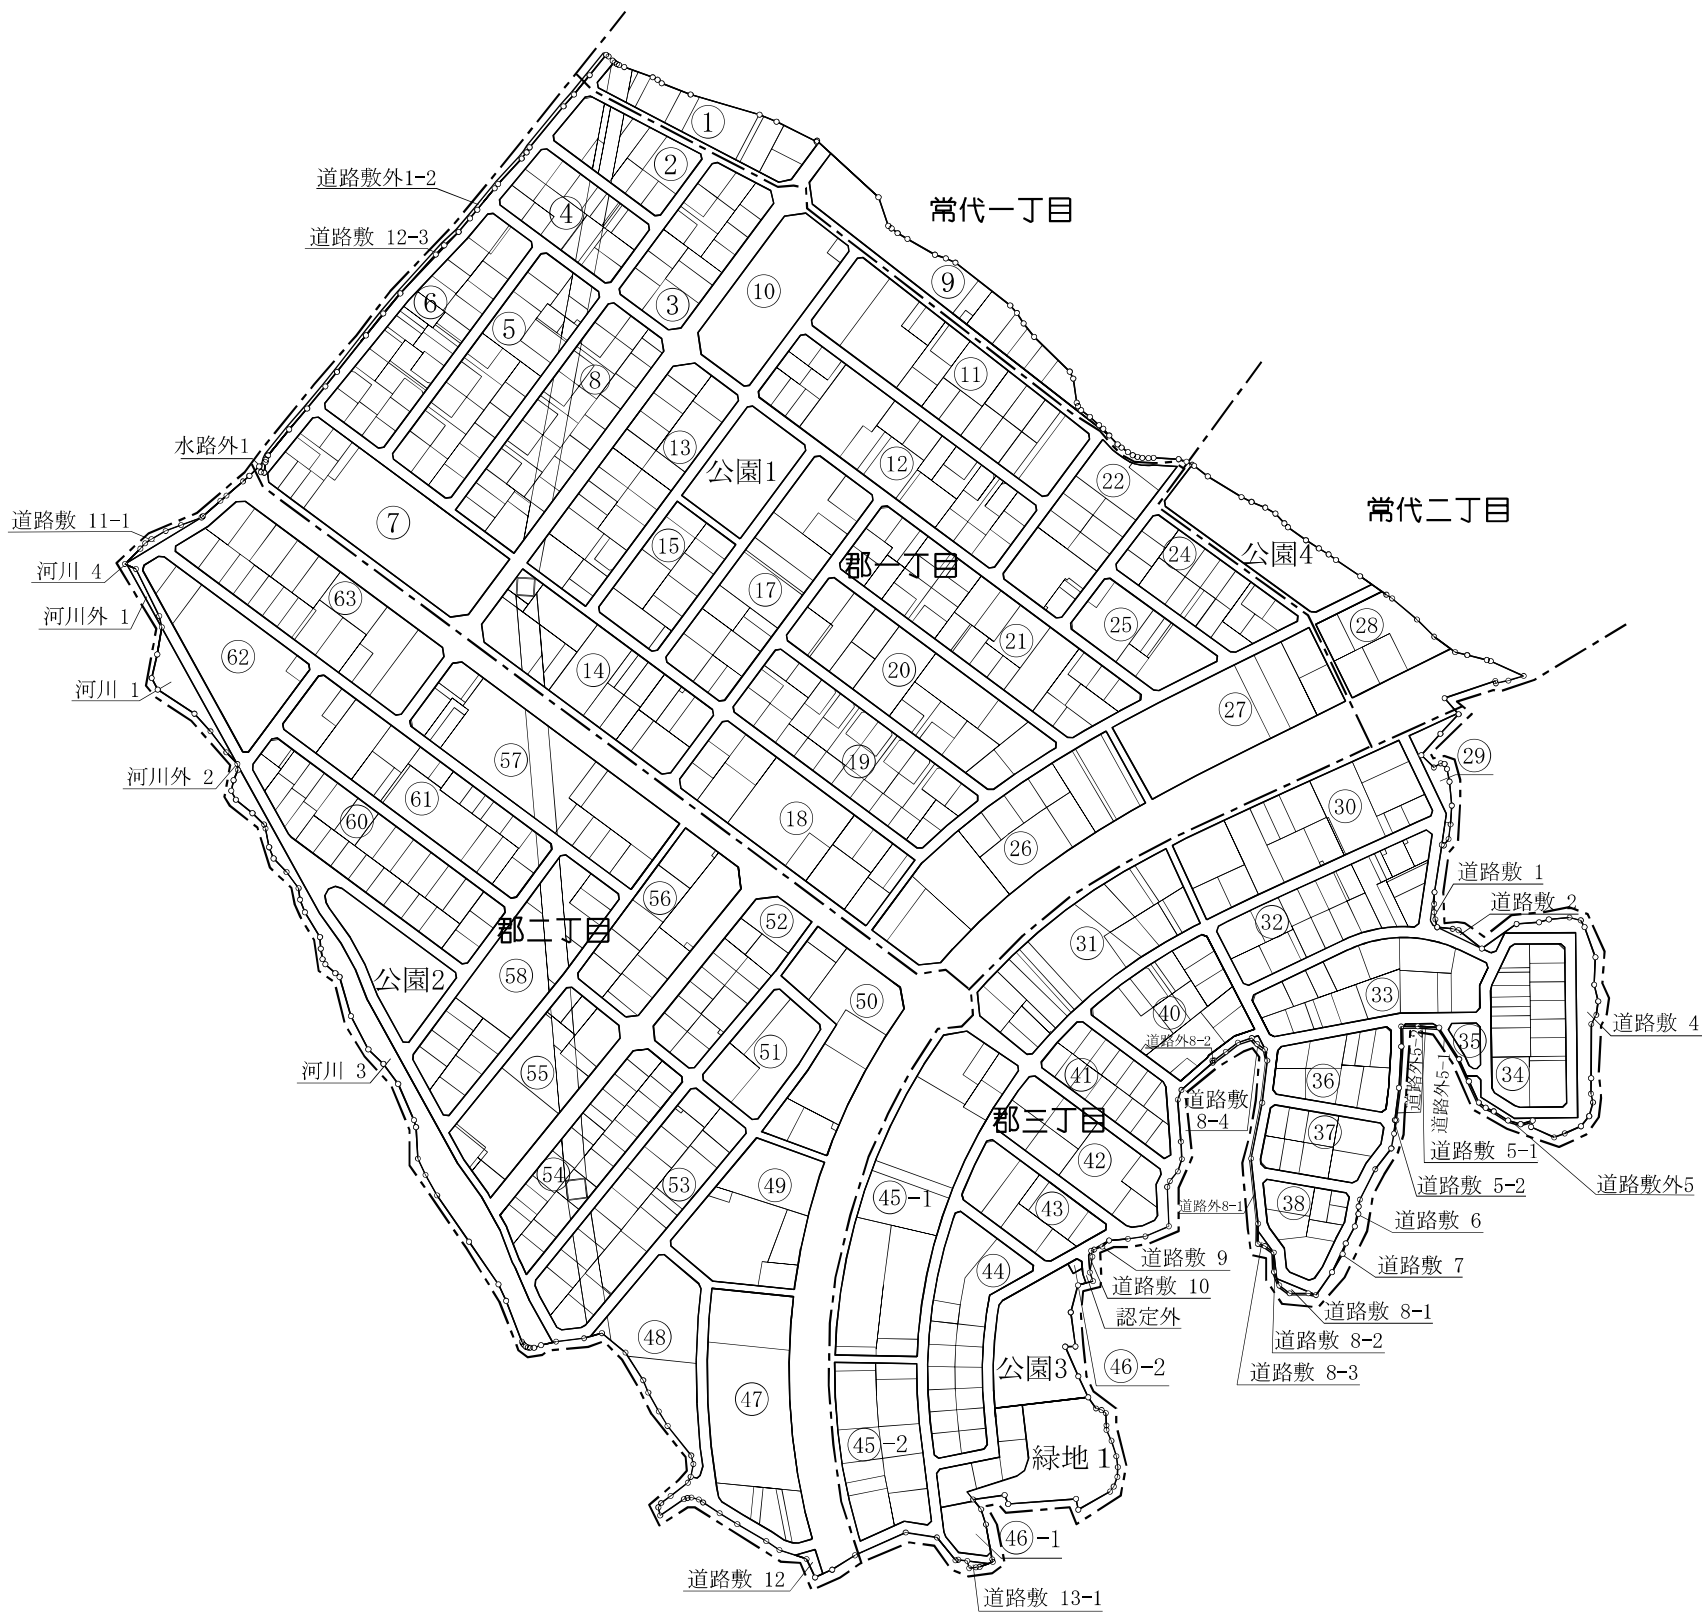 ①
②
道路敷外1-2
常代一丁目
④
道路敷 12-3
⑨
⑩
⑥
③
⑤
⑪
⑧
水路外1
⑬
公園1
⑫
㉒
常代二丁目
道路敷 11-1
⑦
⑮
郡一丁目
㉔
公園4
河川 4
⑰
㊿
河川外 1
63
㉕
㉘
㉑
62
⑭
⑳
河川 1
㉗
57
⑲
㉙
河川外 2
61
60
⑱
㉖
㉚
道路敷 1
56
道路敷 2
52
㉜
郡二丁目
㉛
58
公園2
㉝
50
㊵
道路敷 4
道路外8-2
㉟
51
河川 3
55
㊶
㊱
道路外5-2
道路外5-1
㉞
道路敷
8-4
郡三丁目
㊲
道路敷 5-1
54
53
㊾
㊷
道路敷 5-2
道路敷外5
㊺-1
㊳
道路外8-1
㊸
道路敷 6
道路敷 9
道路敷 7
㊹
道路敷 10
認定外
道路敷 8-1
㊽
道路敷 8-2
公園3
㊻-2
道路敷 8-3
㊼
㊺-2
緑地1
㊻-1
道路敷 12
道路敷 13-1